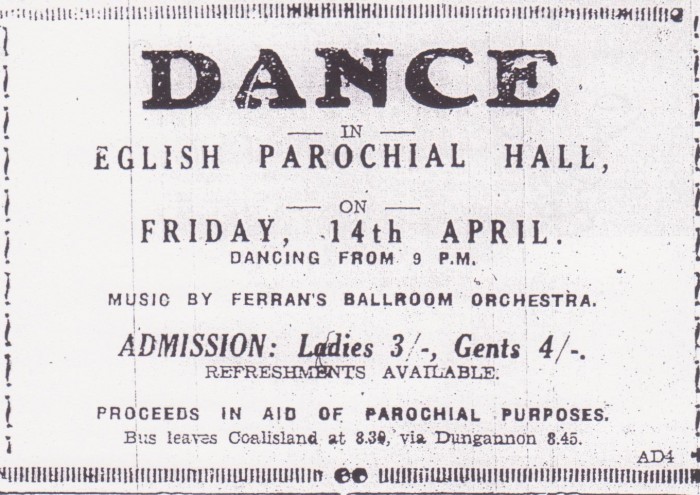 DANCE
— IN —
EGLISH PAROCHIAL HALL,
— ON —
FRIDAY, 14th APRIL.
DANCING FROM 9 P.M.
MUSIC BY FERRAN'S BALLROOM ORCHESTRA.
ADMISSION: Ladies 3/-, Gents 4/-.
REFRESHMENTS AVAILABLE.
PROCEEDS IN AID OF PAROCHIAL PURPOSES.
Bus leaves Coalisland at 8.30, via Dungannon 8.45.
AD4